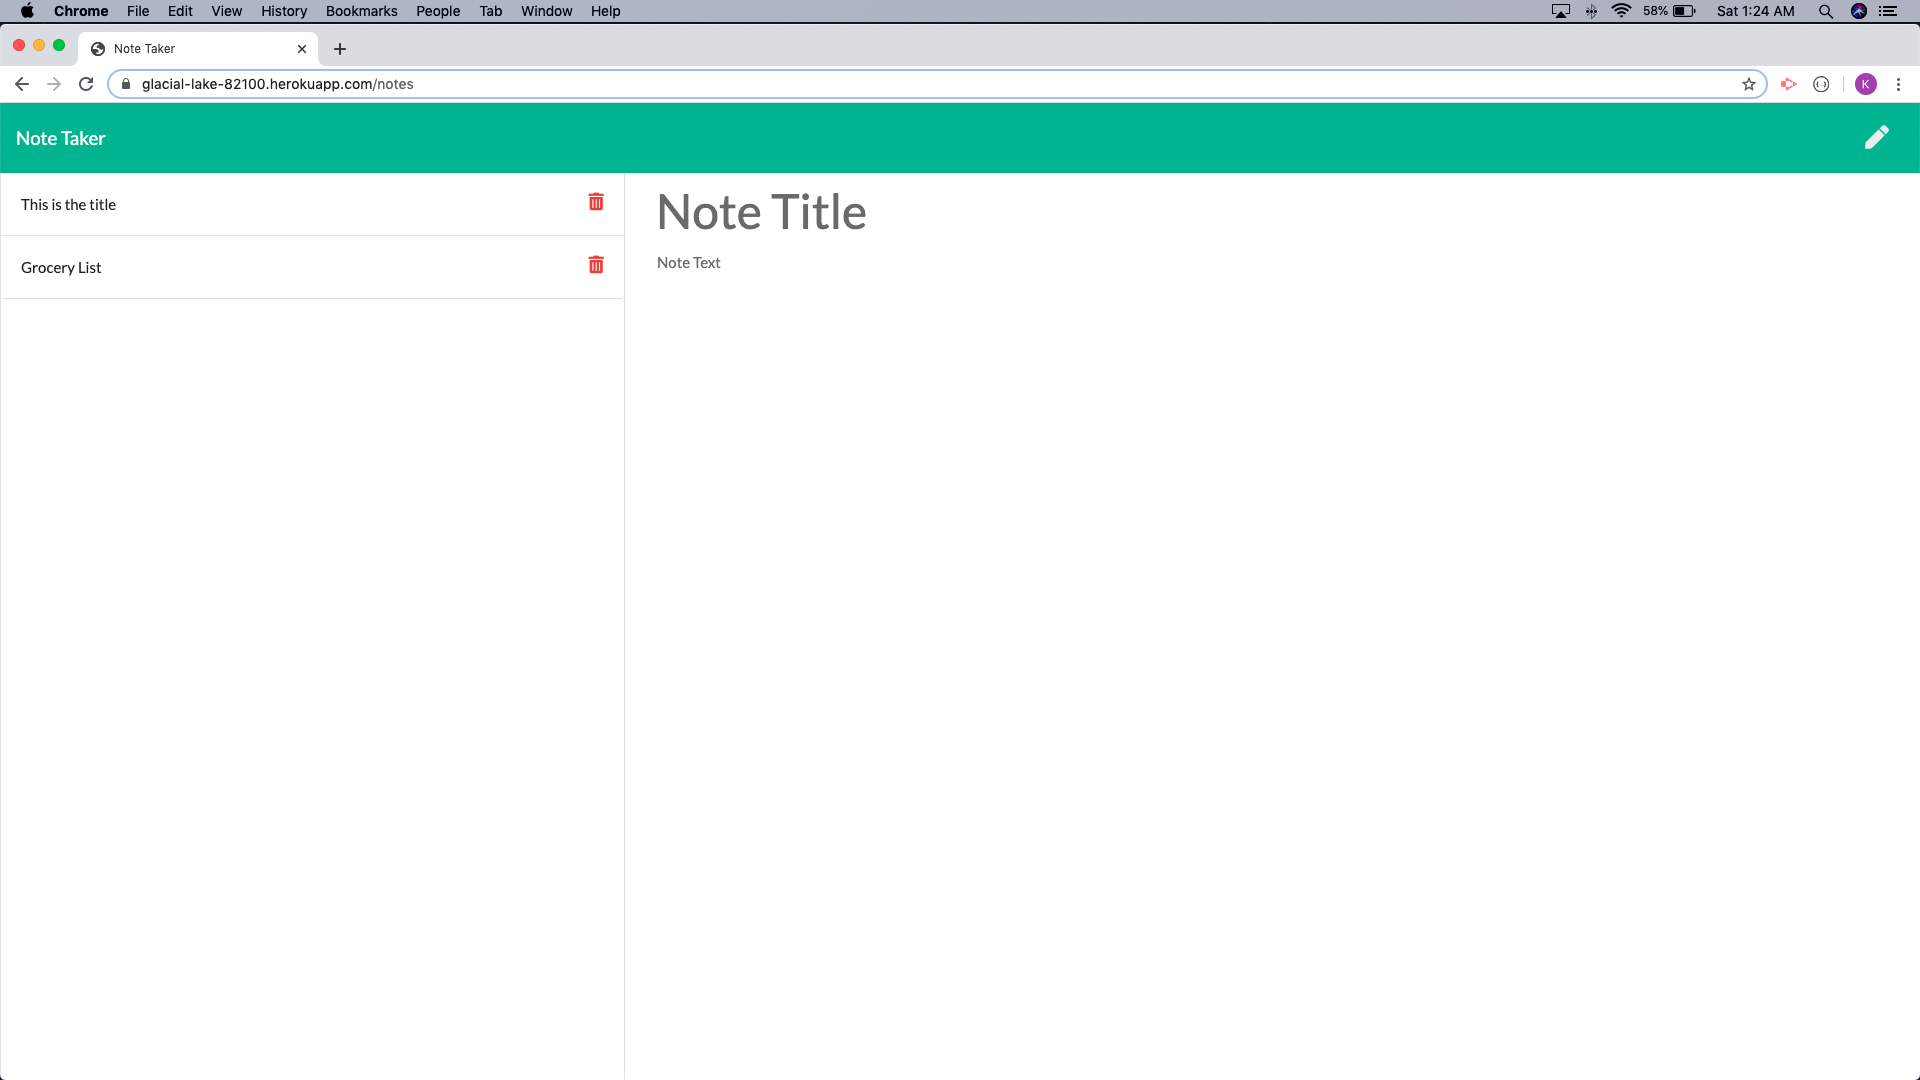 Chrome File Edit View History Bookmarks People Tab Window Help 58% Sat 1:24 AM
Note Taker
glacial-lake-82100.herokuapp.com/notes K
Note Taker
This is the title
Grocery List
Note Title
Note Text